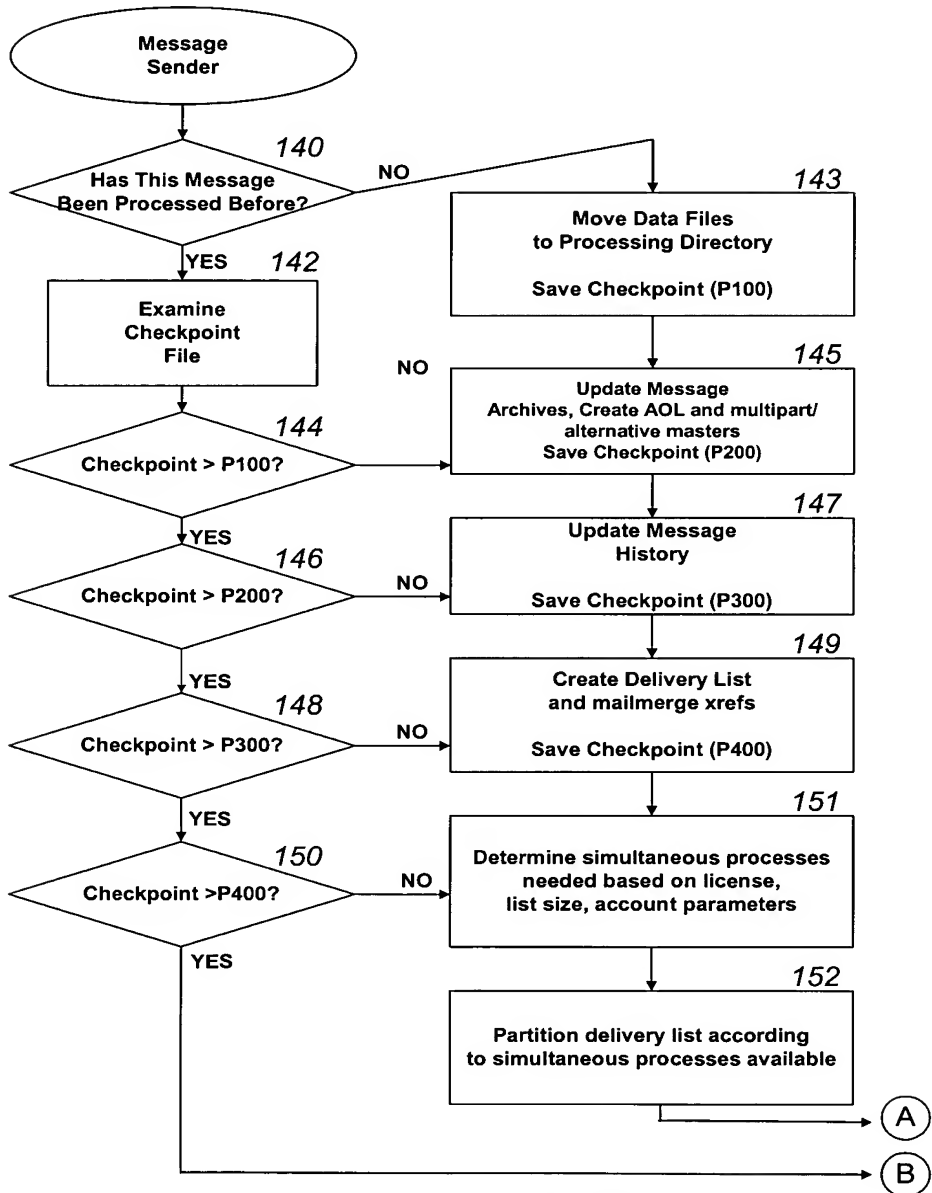 Message
Sender
140
Has This Message
Been Processed Before?
NO
YES
143
Move Data Files
to Processing Directory
Save Checkpoint (P100)
142
Examine
Checkpoint
File
NO
145
Update Message
Archives, Create AOL and multipart/
alternative masters
Save Checkpoint (P200)
144
Checkpoint > P100?
YES
147
Update Message
History
Save Checkpoint (P300)
146
Checkpoint > P200?
NO
YES
149
Create Delivery List
and mailmerge xrefs
Save Checkpoint (P400)
148
Checkpoint > P300?
NO
YES
151
Determine simultaneous processes
needed based on license,
list size, account parameters
150
Checkpoint >P400?
NO
YES
152
Partition delivery list according
to simultaneous processes available
A
B